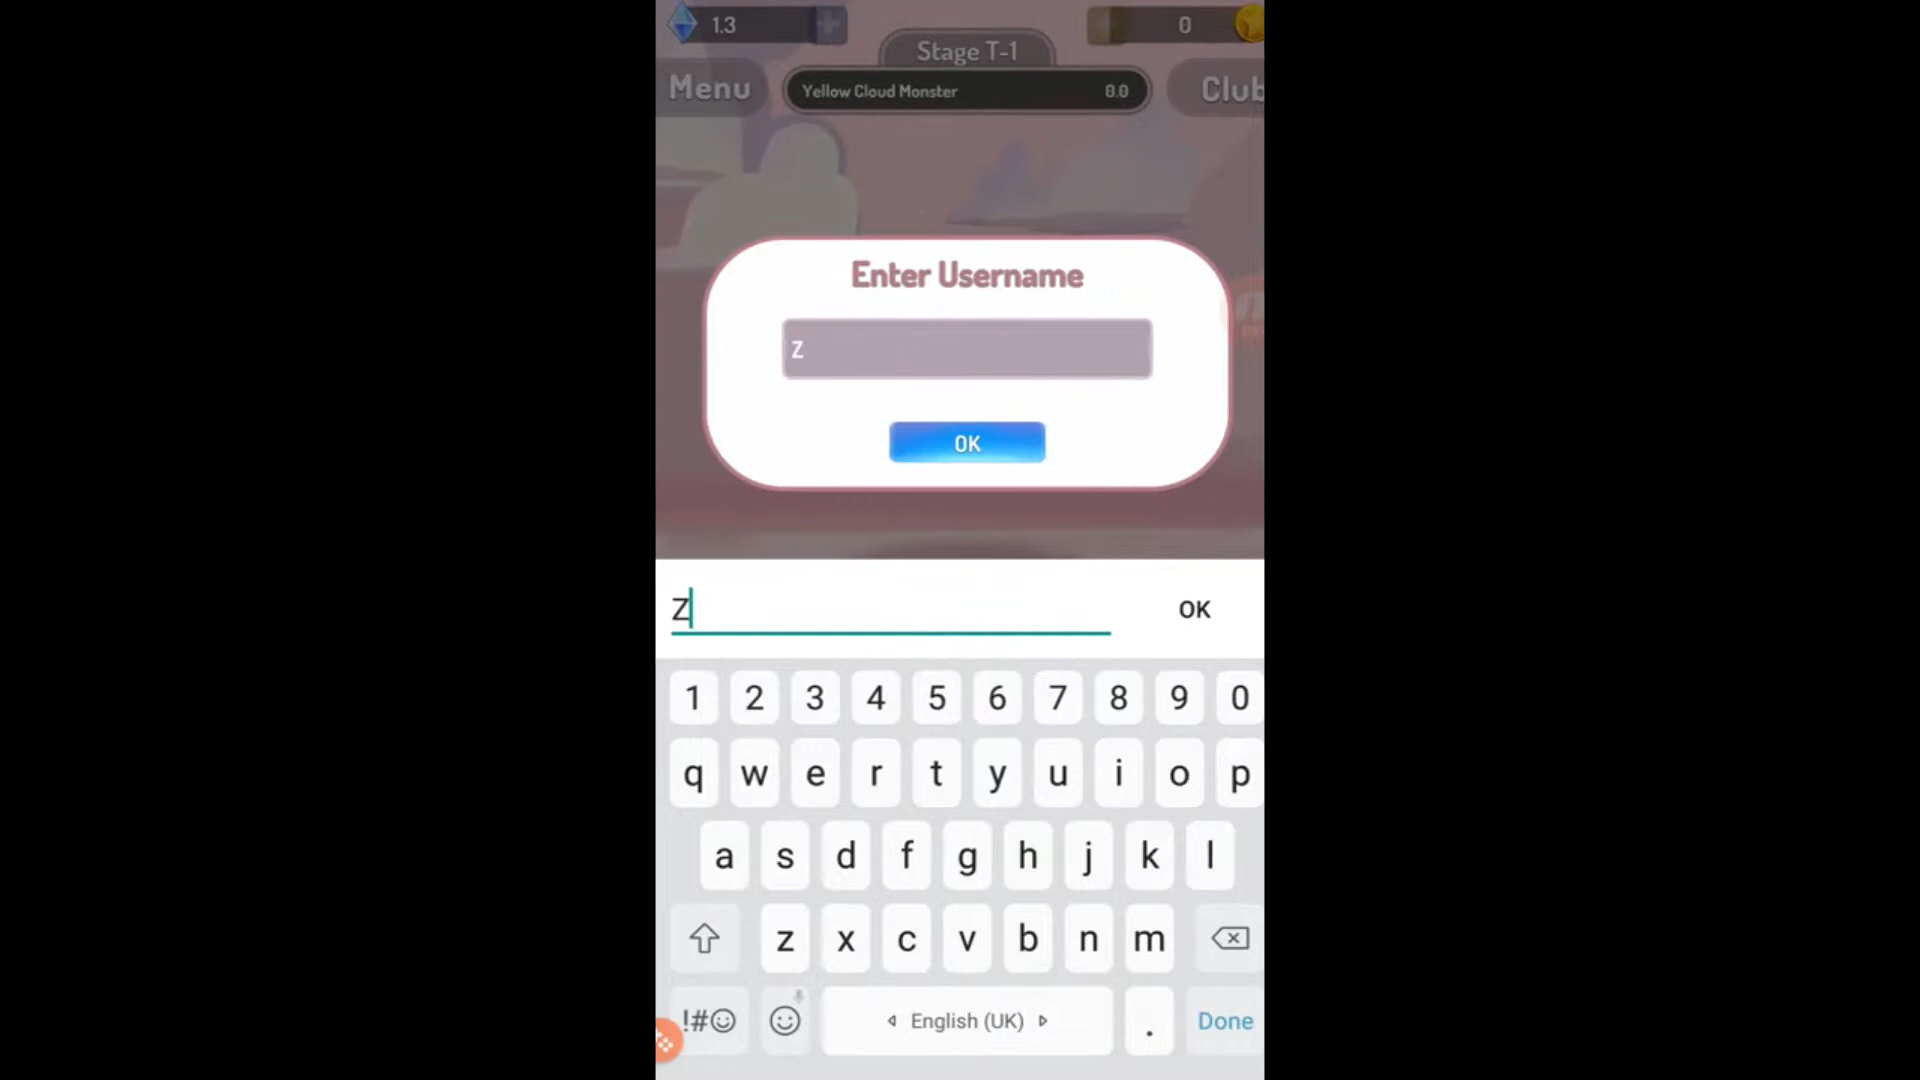 1.3
0
Stage T-1
Menu
Yellow Cloud Monster 0.0
Club
Enter Username
Z
OK
Z
OK
1 2 3 4 5 6 7 8 9 0
q w e r t y u i o p
a s d f g h j k l
z x c v b n m
!#
English (UK)
.
Done